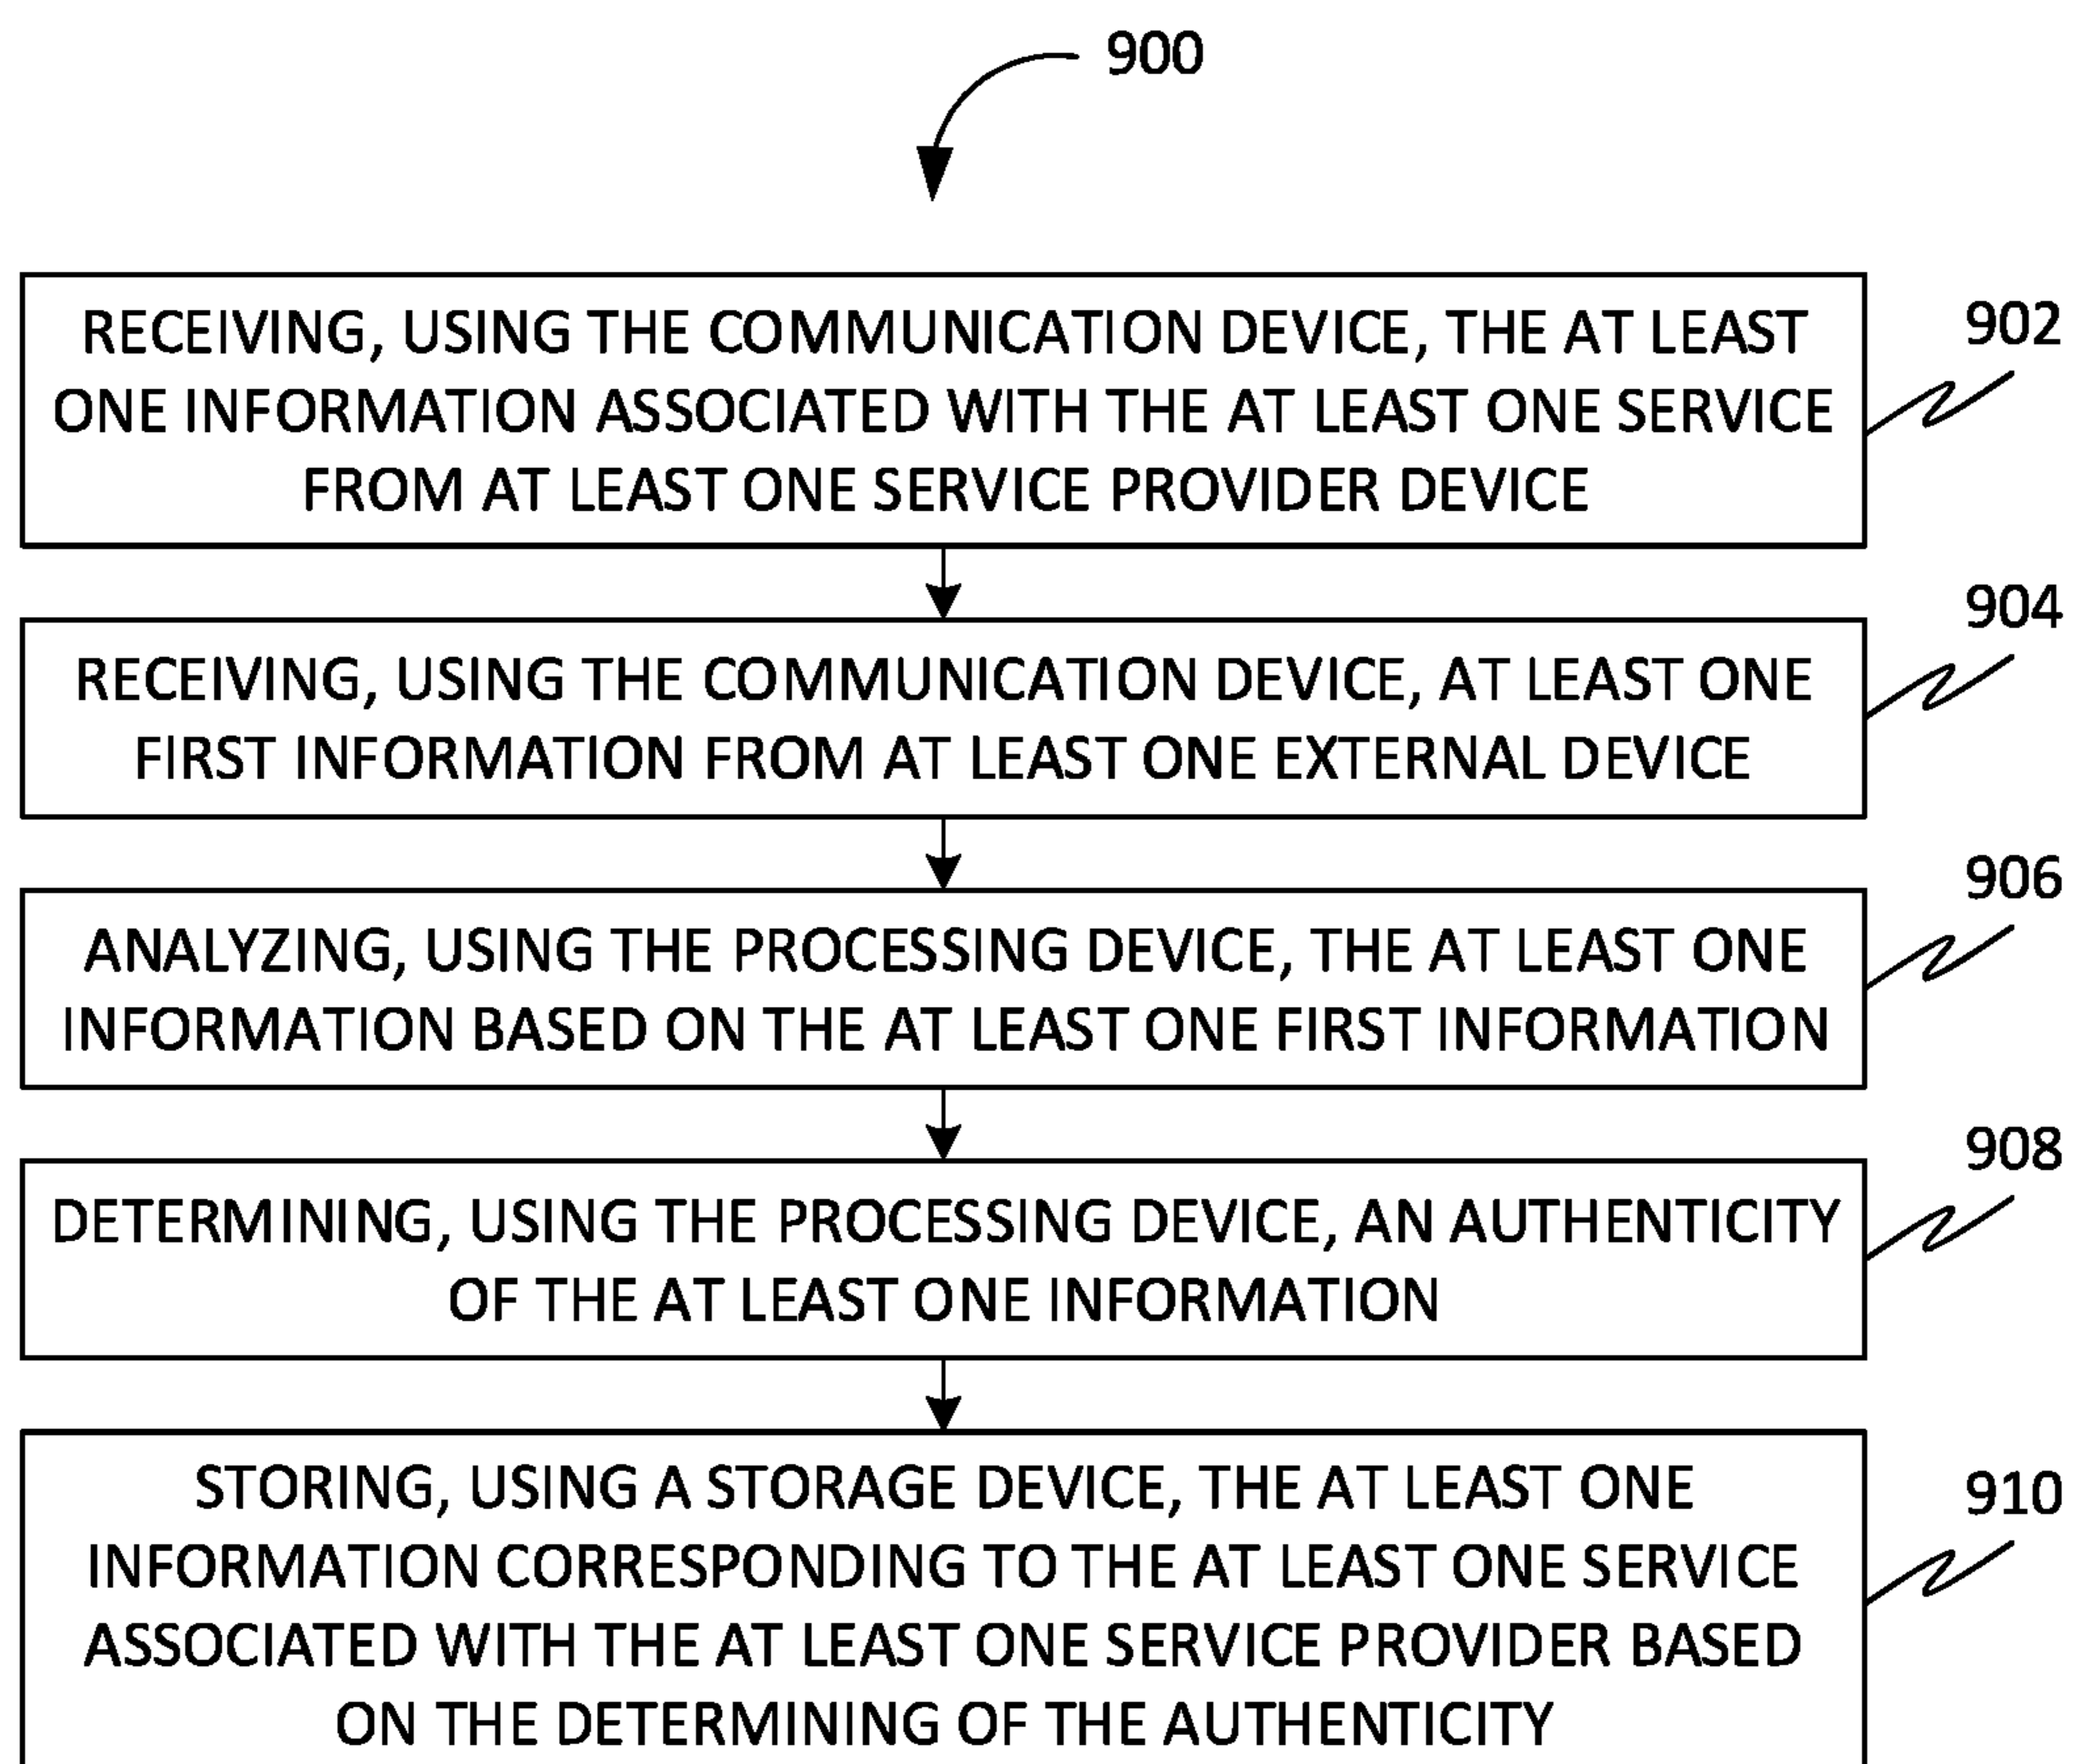 900
RECEIVING, USING THE COMMUNICATION DEVICE, THE AT LEAST
ONE INFORMATION ASSOCIATED WITH THE AT LEAST ONE SERVICE
FROM AT LEAST ONE SERVICE PROVIDER DEVICE
902
RECEIVING, USING THE COMMUNICATION DEVICE, AT LEAST ONE
FIRST INFORMATION FROM AT LEAST ONE EXTERNAL DEVICE
904
ANALYZING, USING THE PROCESSING DEVICE, THE AT LEAST ONE
INFORMATION BASED ON THE AT LEAST ONE FIRST INFORMATION
906
DETERMINING, USING THE PROCESSING DEVICE, AN AUTHENTICITY
OF THE AT LEAST ONE INFORMATION
908
STORING, USING A STORAGE DEVICE, THE AT LEAST ONE
INFORMATION CORRESPONDING TO THE AT LEAST ONE SERVICE
ASSOCIATED WITH THE AT LEAST ONE SERVICE PROVIDER BASED
ON THE DETERMINING OF THE AUTHENTICITY
910